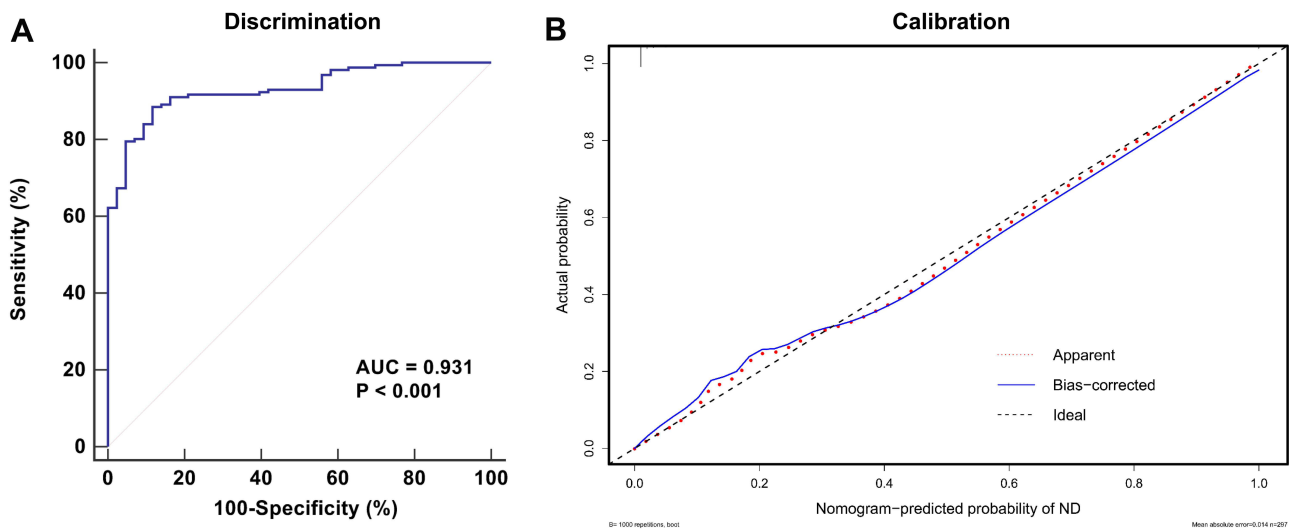 A
Discrimination
Sensitivity (%)
100
80
60
40
20
0
AUC = 0.931
P < 0.001
0
20
40
60
80
100
100-Specificity (%)
B
Calibration
Actual probability
1.0
0.8
0.6
0.4
0.2
0.0
Apparent
Bias−corrected
Ideal
0.0
0.2
0.4
0.6
0.8
1.0
Nomogram−predicted probability of ND
B= 1000 repetitions, boot
Mean absolute error=0.014 n=297